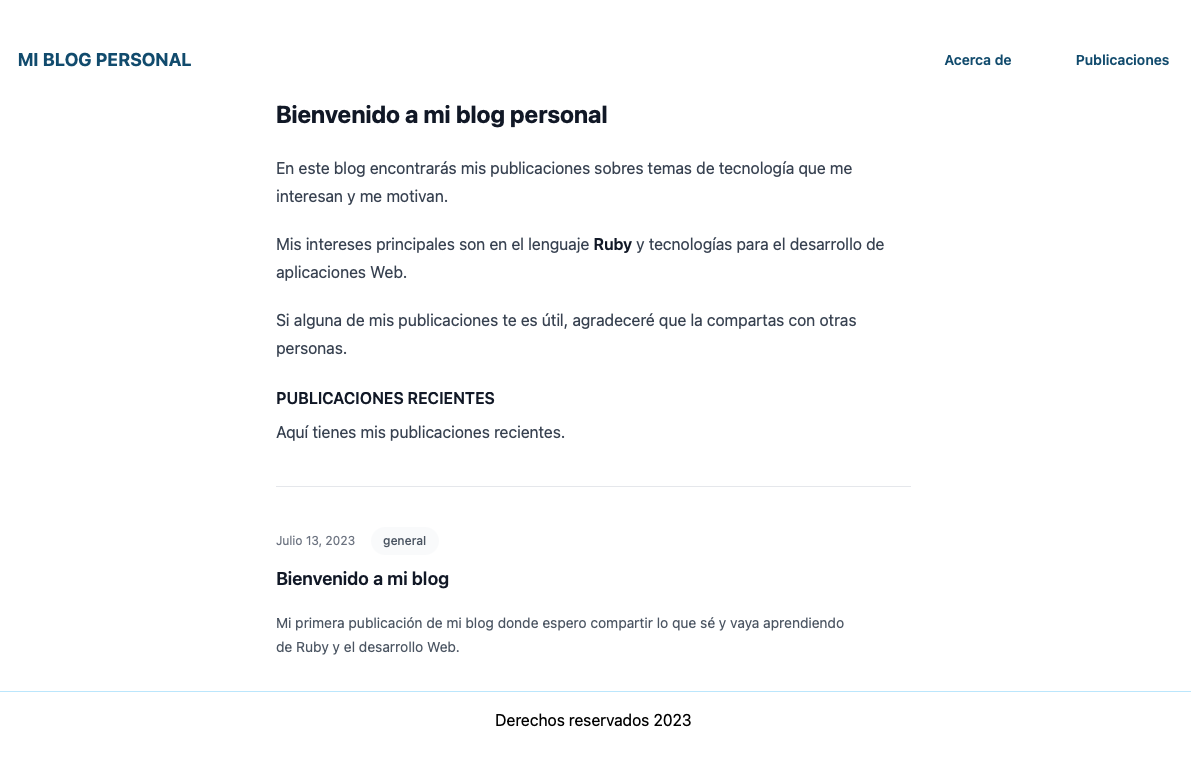 MI BLOG PERSONAL
Acerca de
Publicaciones
Bienvenido a mi blog personal
En este blog encontrarás mis publicaciones sobres temas de tecnología que me
interesan y me motivan.
Mis intereses principales son en el lenguaje Ruby y tecnologías para el desarrollo de
aplicaciones Web.
Si alguna de mis publicaciones te es útil, agradeceré que la compartas con otras
personas.
PUBLICACIONES RECIENTES
Aquí tienes mis publicaciones recientes.
Julio 13, 2023
general
Bienvenido a mi blog
Mi primera publicación de mi blog donde espero compartir lo que sé y vaya aprendiendo
de Ruby y el desarrollo Web.
Derechos reservados 2023